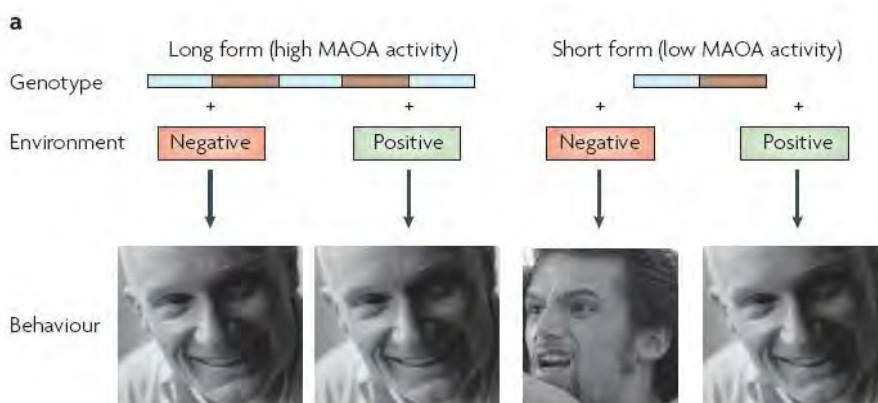 a
Long form (high MAOA activity) Short form (low MAOA activity)
Genotype
+ + + +
Environment Negative Positive Negative Positive
Behaviour